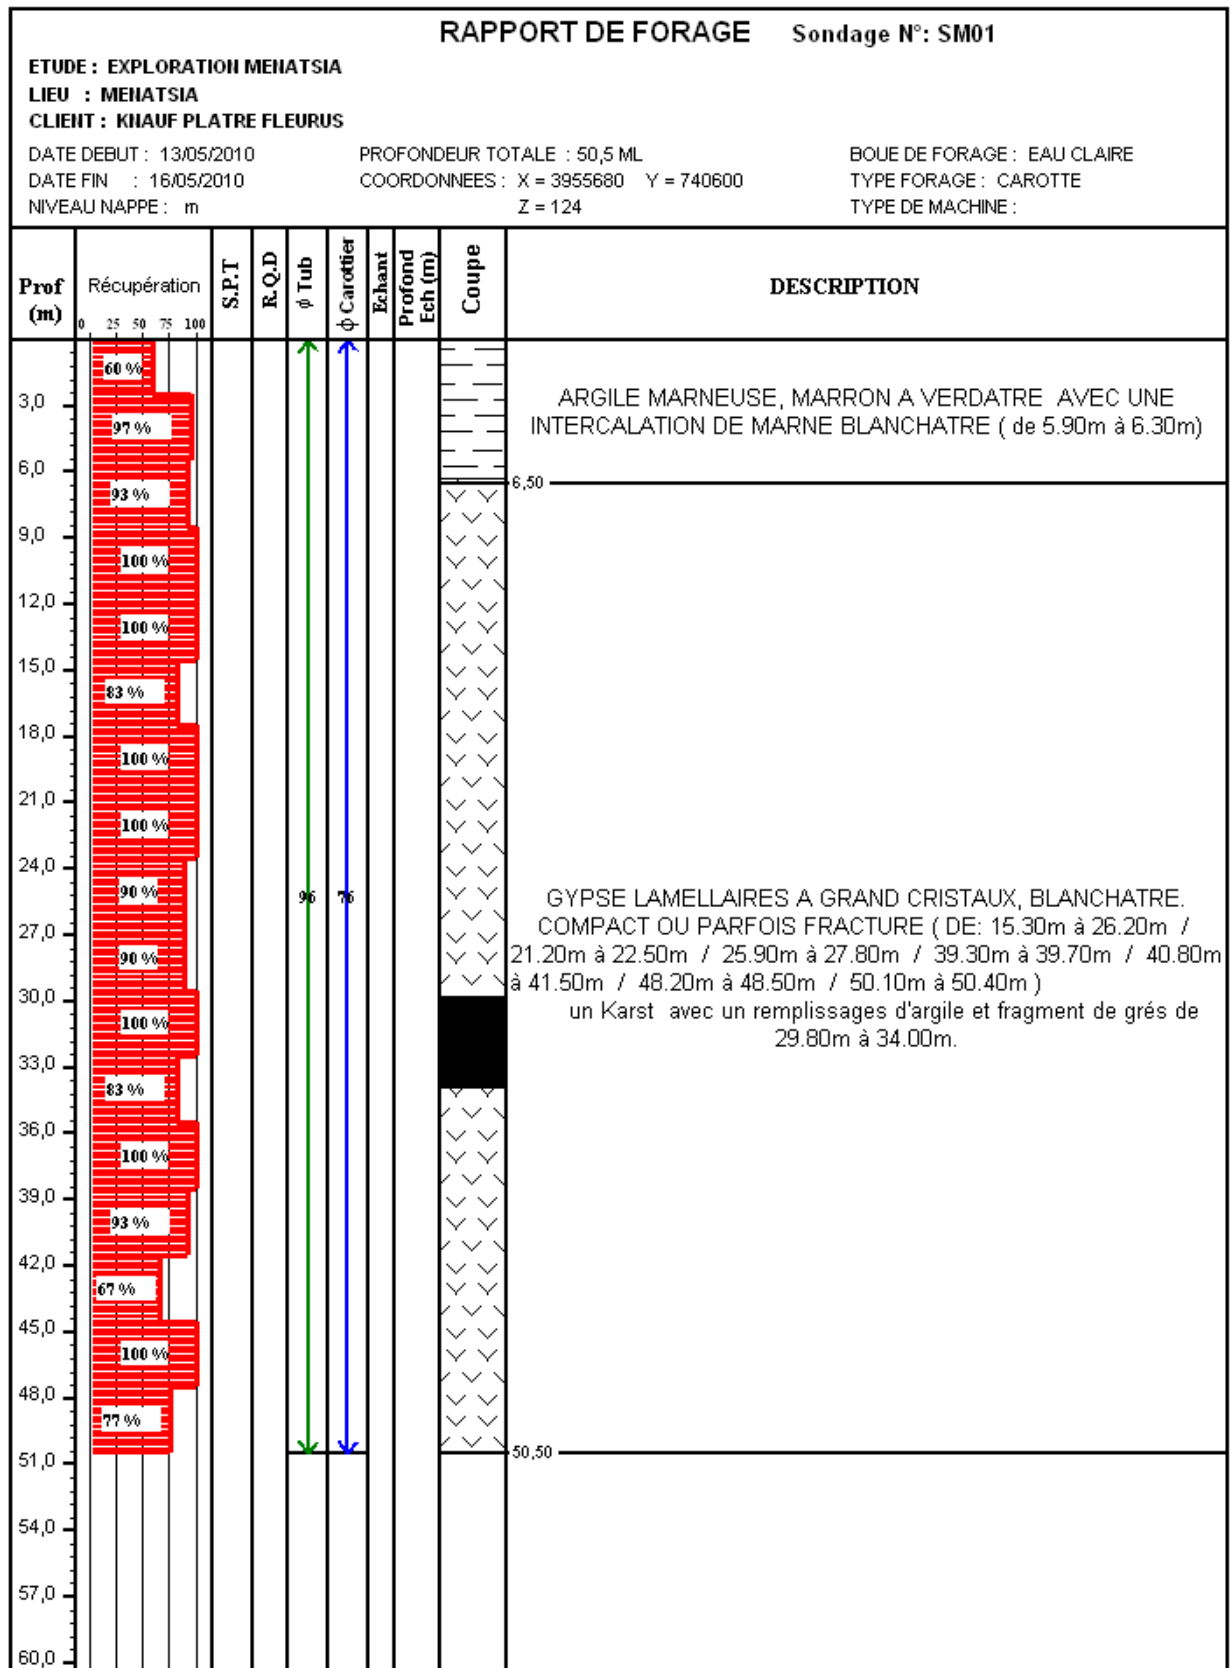 RAPPORT DE FORAGE Sondage N°: SM01
ETUDE : EXPLORATION MENATSIA
LIEU : MENATSIA
CLIENT : KNAUF PLATRE FLEURUS
DATE DEBUT : 13/05/2010 PROFONDEUR TOTALE : 50,5 ML BOUE DE FORAGE : EAU CLAIRE
DATE FIN : 16/05/2010 COORDONNEES : X = 3955680 Y = 740600 TYPE FORAGE : CAROTTE
NIVEAU NAPPE : m Z = 124 TYPE DE MACHINE :
Prof (m)
Récupération
0 25 50 75 100
S.P.T
R.Q.D
ϕ Tub
ϕ Carottier
Echant
Profond
Ech (m)
Coupe
DESCRIPTION
60 %
3,0
97 %
6,0
93 %
9,0
100 %
12,0
100 %
15,0
83 %
18,0
100 %
21,0
100 %
24,0
90 %
27,0
90 %
30,0
100 %
33,0
83 %
36,0
100 %
39,0
93 %
42,0
67 %
45,0
100 %
48,0
77 %
51,0
54,0
57,0
60,0
96
76
ARGILE MARNEUSE, MARRON A VERDATRE AVEC UNE
INTERCALATION DE MARNE BLANCHATRE ( de 5.90m à 6.30m)
6,50
GYPSE LAMELLAIRES A GRAND CRISTAUX, BLANCHATRE.
COMPACT OU PARFOIS FRACTURE ( DE: 15.30m à 26.20m /
21.20m à 22.50m / 25.90m à 27.80m / 39.30m à 39.70m / 40.80m
à 41.50m / 48.20m à 48.50m / 50.10m à 50.40m )
un Karst avec un remplissages d'argile et fragment de grés de
29.80m à 34.00m.
50,50